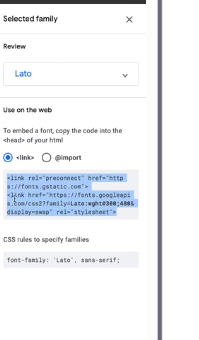 Selected family
Review
Lato
Use on the web
To embed a font, copy the code into the
<head> of your html
<link>
@import
<link rel="preconnect" href="http
s://fonts.gstatic.com">
<link href="https://fonts.googleapi
s.com/css2?family=Lato:wght@300;400&
display=swap" rel="stylesheet">
CSS rules to specify families
font-family: 'Lato', sans-serif;